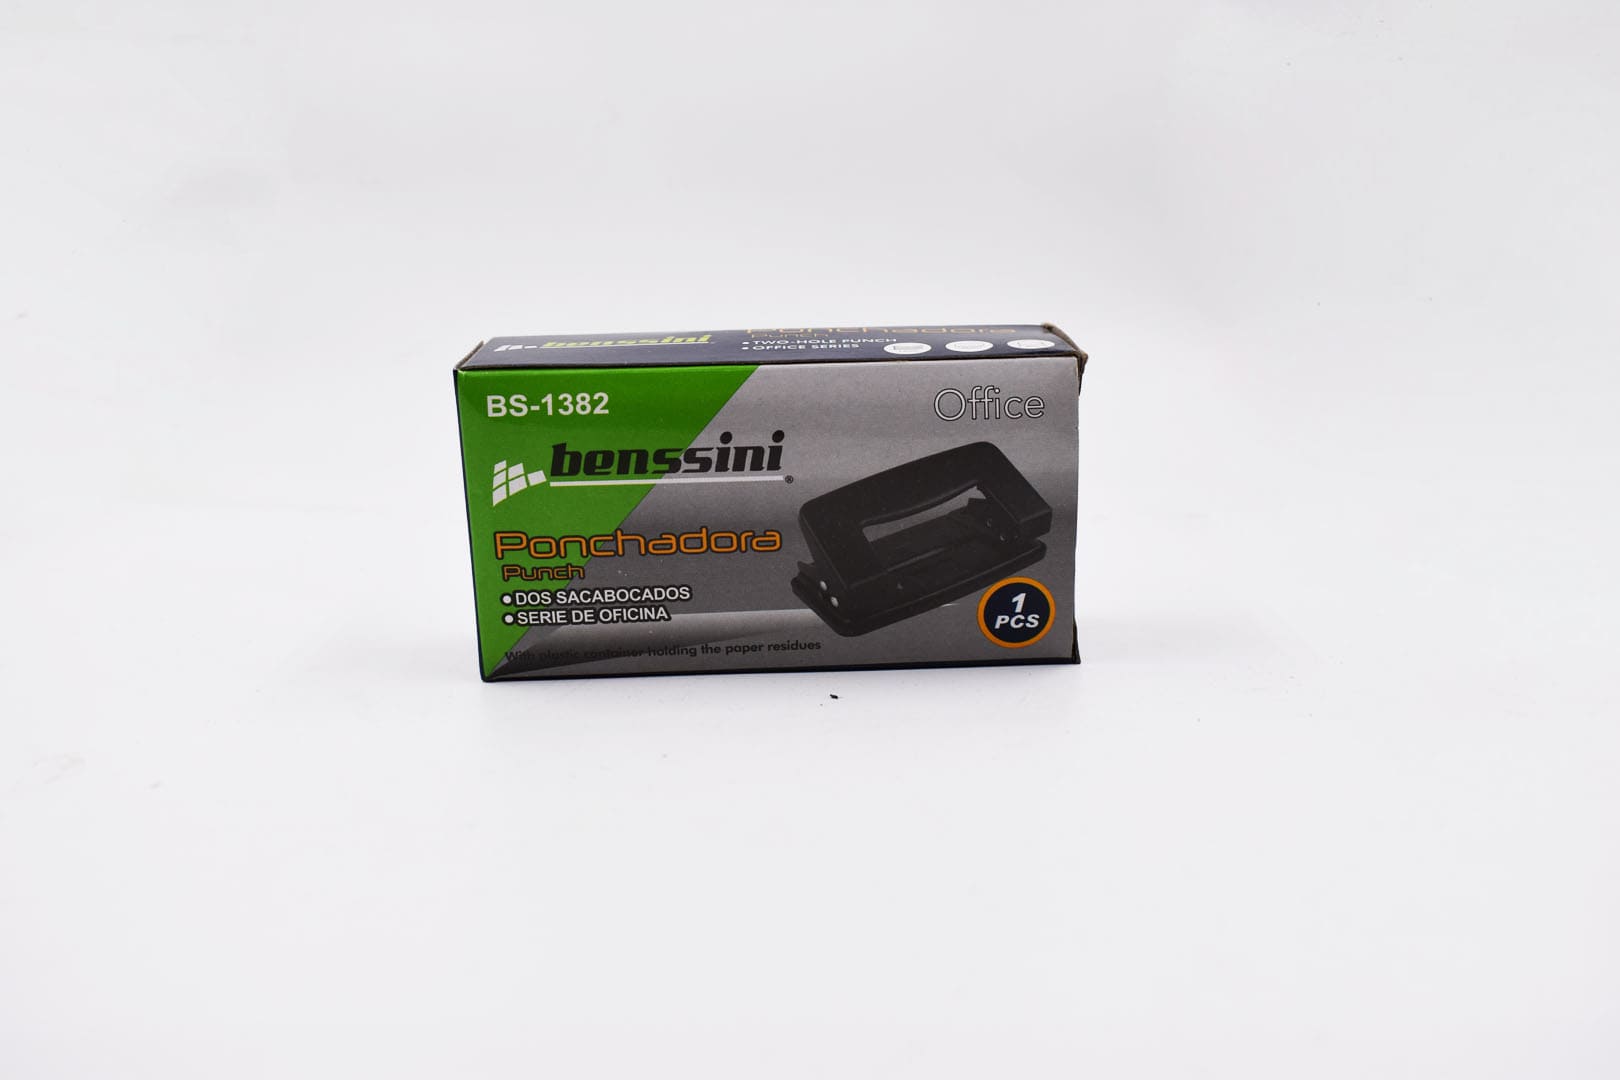 benssini
Ponchadora
Punch
• TWO-HOLE PUNCH
• OFFICE SERIES
BS-1382
Office
benssini®
Ponchadora
Punch
• DOS SACABOCADOS
• SERIE DE OFICINA
1
PCS
With plastic container holding the paper residues